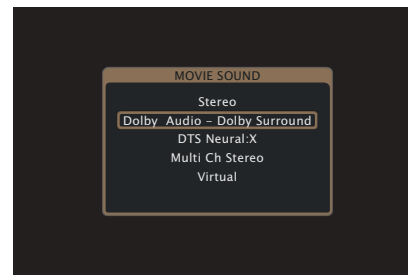 MOVIE SOUND
Stereo
Dolby Audio – Dolby Surround
DTS Neural:X
Multi Ch Stereo
Virtual